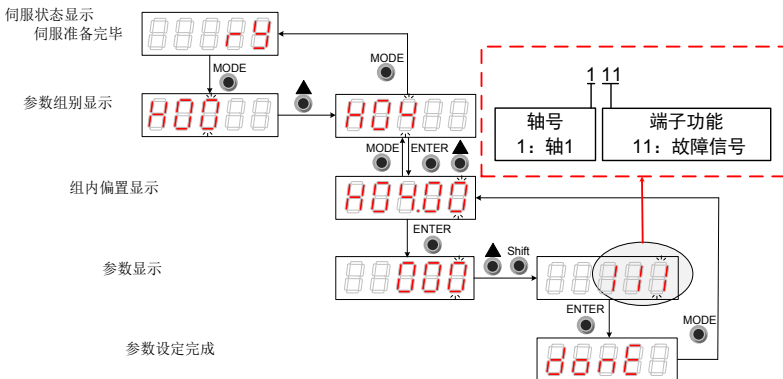 伺服状态显示
伺服准备完毕
ry
MODE
MODE
参数组别显示
H00
H04
1 11
轴号
1：轴1
端子功能
11：故障信号
MODE
ENTER
组内偏置显示
H04.00
ENTER
参数显示
000
Shift
111
ENTER
MODE
参数设定完成
donE